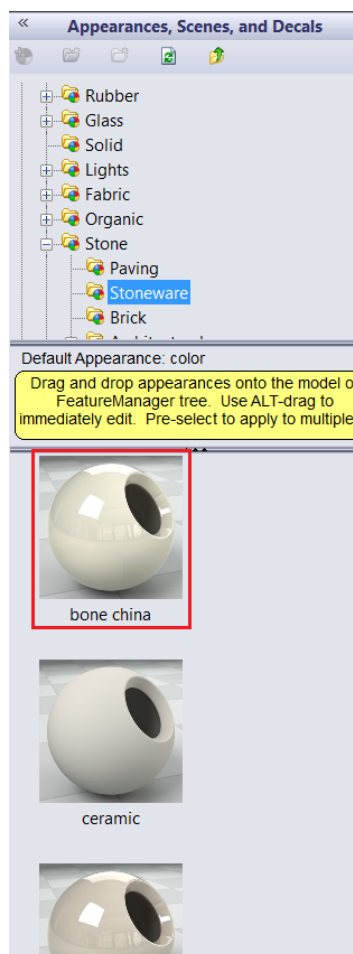 Appearances, Scenes, and Decals
Rubber
Glass
Solid
Lights
Fabric
Organic
Stone
Paving
Stoneware
Brick
Default Appearance: color
Drag and drop appearances onto the model o
FeatureManager tree. Use ALT-drag to
immediately edit. Pre-select to apply to multiple
bone china
ceramic